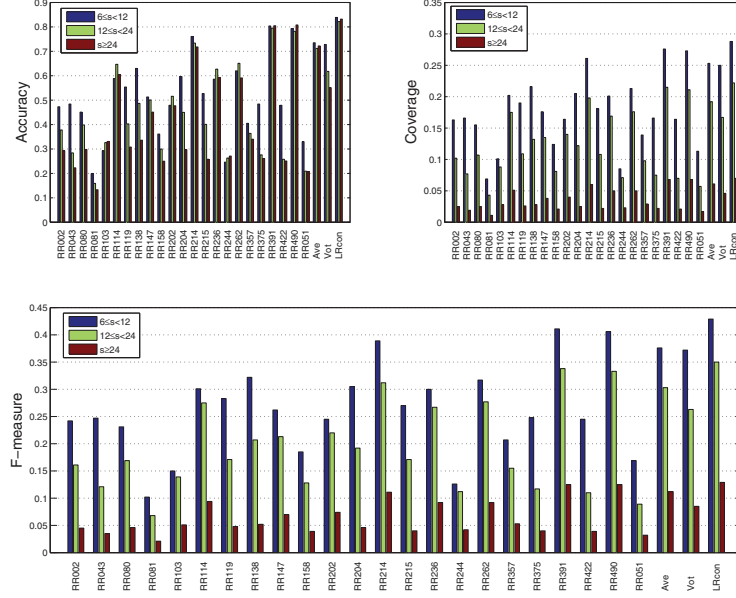 0.9
0.8
0.7
0.6
0.5
0.4
0.3
0.2
0.1
0
Accuracy
6≤s<12
12≤s<24
s≥24
RR002 RR043 RR080 RR081 RR103 RR114 RR119 RR138 RR147 RR158 RR202 RR204 RR214 RR215 RR236 RR244 RR262 RR357 RR375 RR391 RR422 RR490 RR051 Ave Vot LRcon
0.35
0.3
0.25
0.2
0.15
0.1
0.05
0
Coverage
6≤s<12
12≤s<24
s≥24
RR002 RR043 RR080 RR081 RR103 RR114 RR119 RR138 RR147 RR158 RR202 RR204 RR214 RR215 RR236 RR244 RR262 RR357 RR375 RR391 RR422 RR490 RR051 Ave Vot LRcon
0.45
0.4
0.35
0.3
0.25
0.2
0.15
0.1
0.05
0
F−measure
6≤s<12
12≤s<24
s≥24
RR002 RR043 RR080 RR081 RR103 RR114 RR119 RR138 RR147 RR158 RR202 RR204 RR214 RR215 RR236 RR244 RR262 RR357 RR375 RR391 RR422 RR490 RR051 Ave Vot LRcon